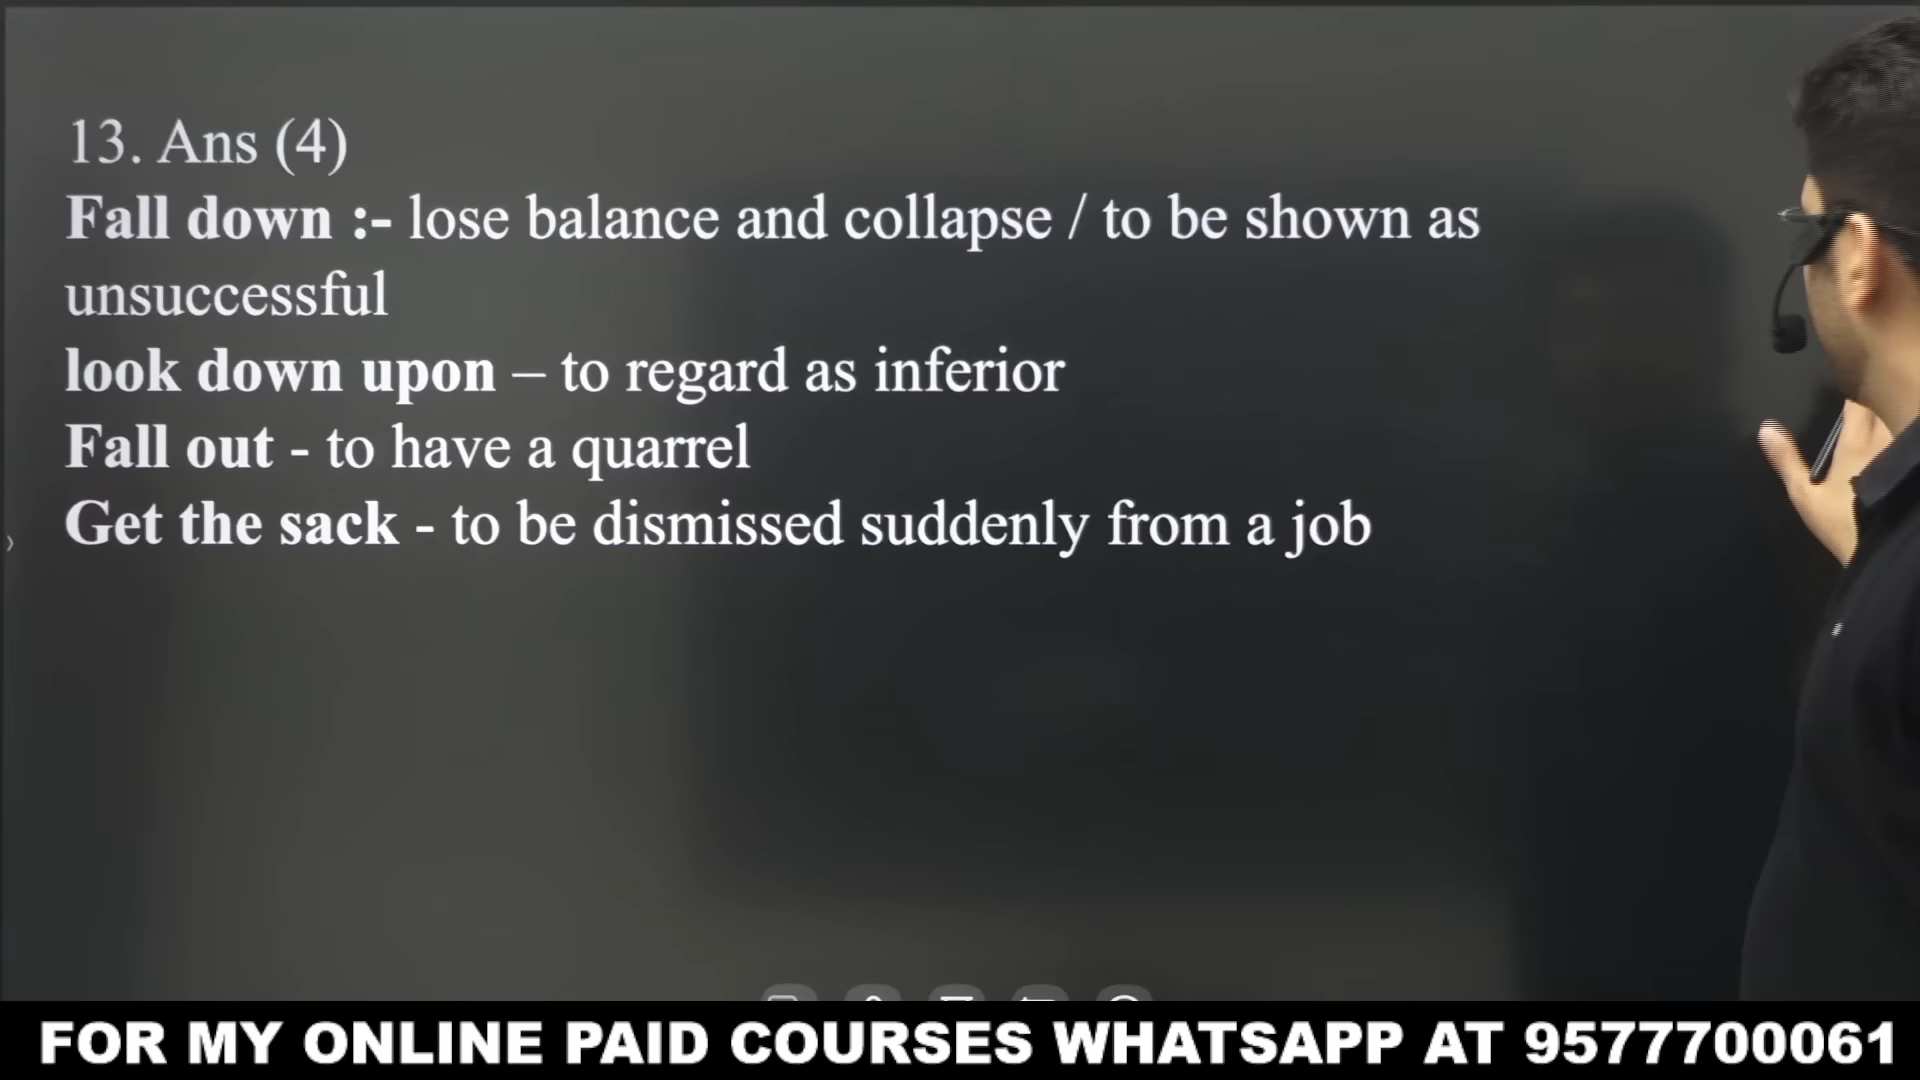 13. Ans (4)
Fall down :- lose balance and collapse / to be shown as
unsuccessful
look down upon – to regard as inferior
Fall out - to have a quarrel
Get the sack - to be dismissed suddenly from a job
FOR MY ONLINE PAID COURSES WHATSAPP AT 9577700061